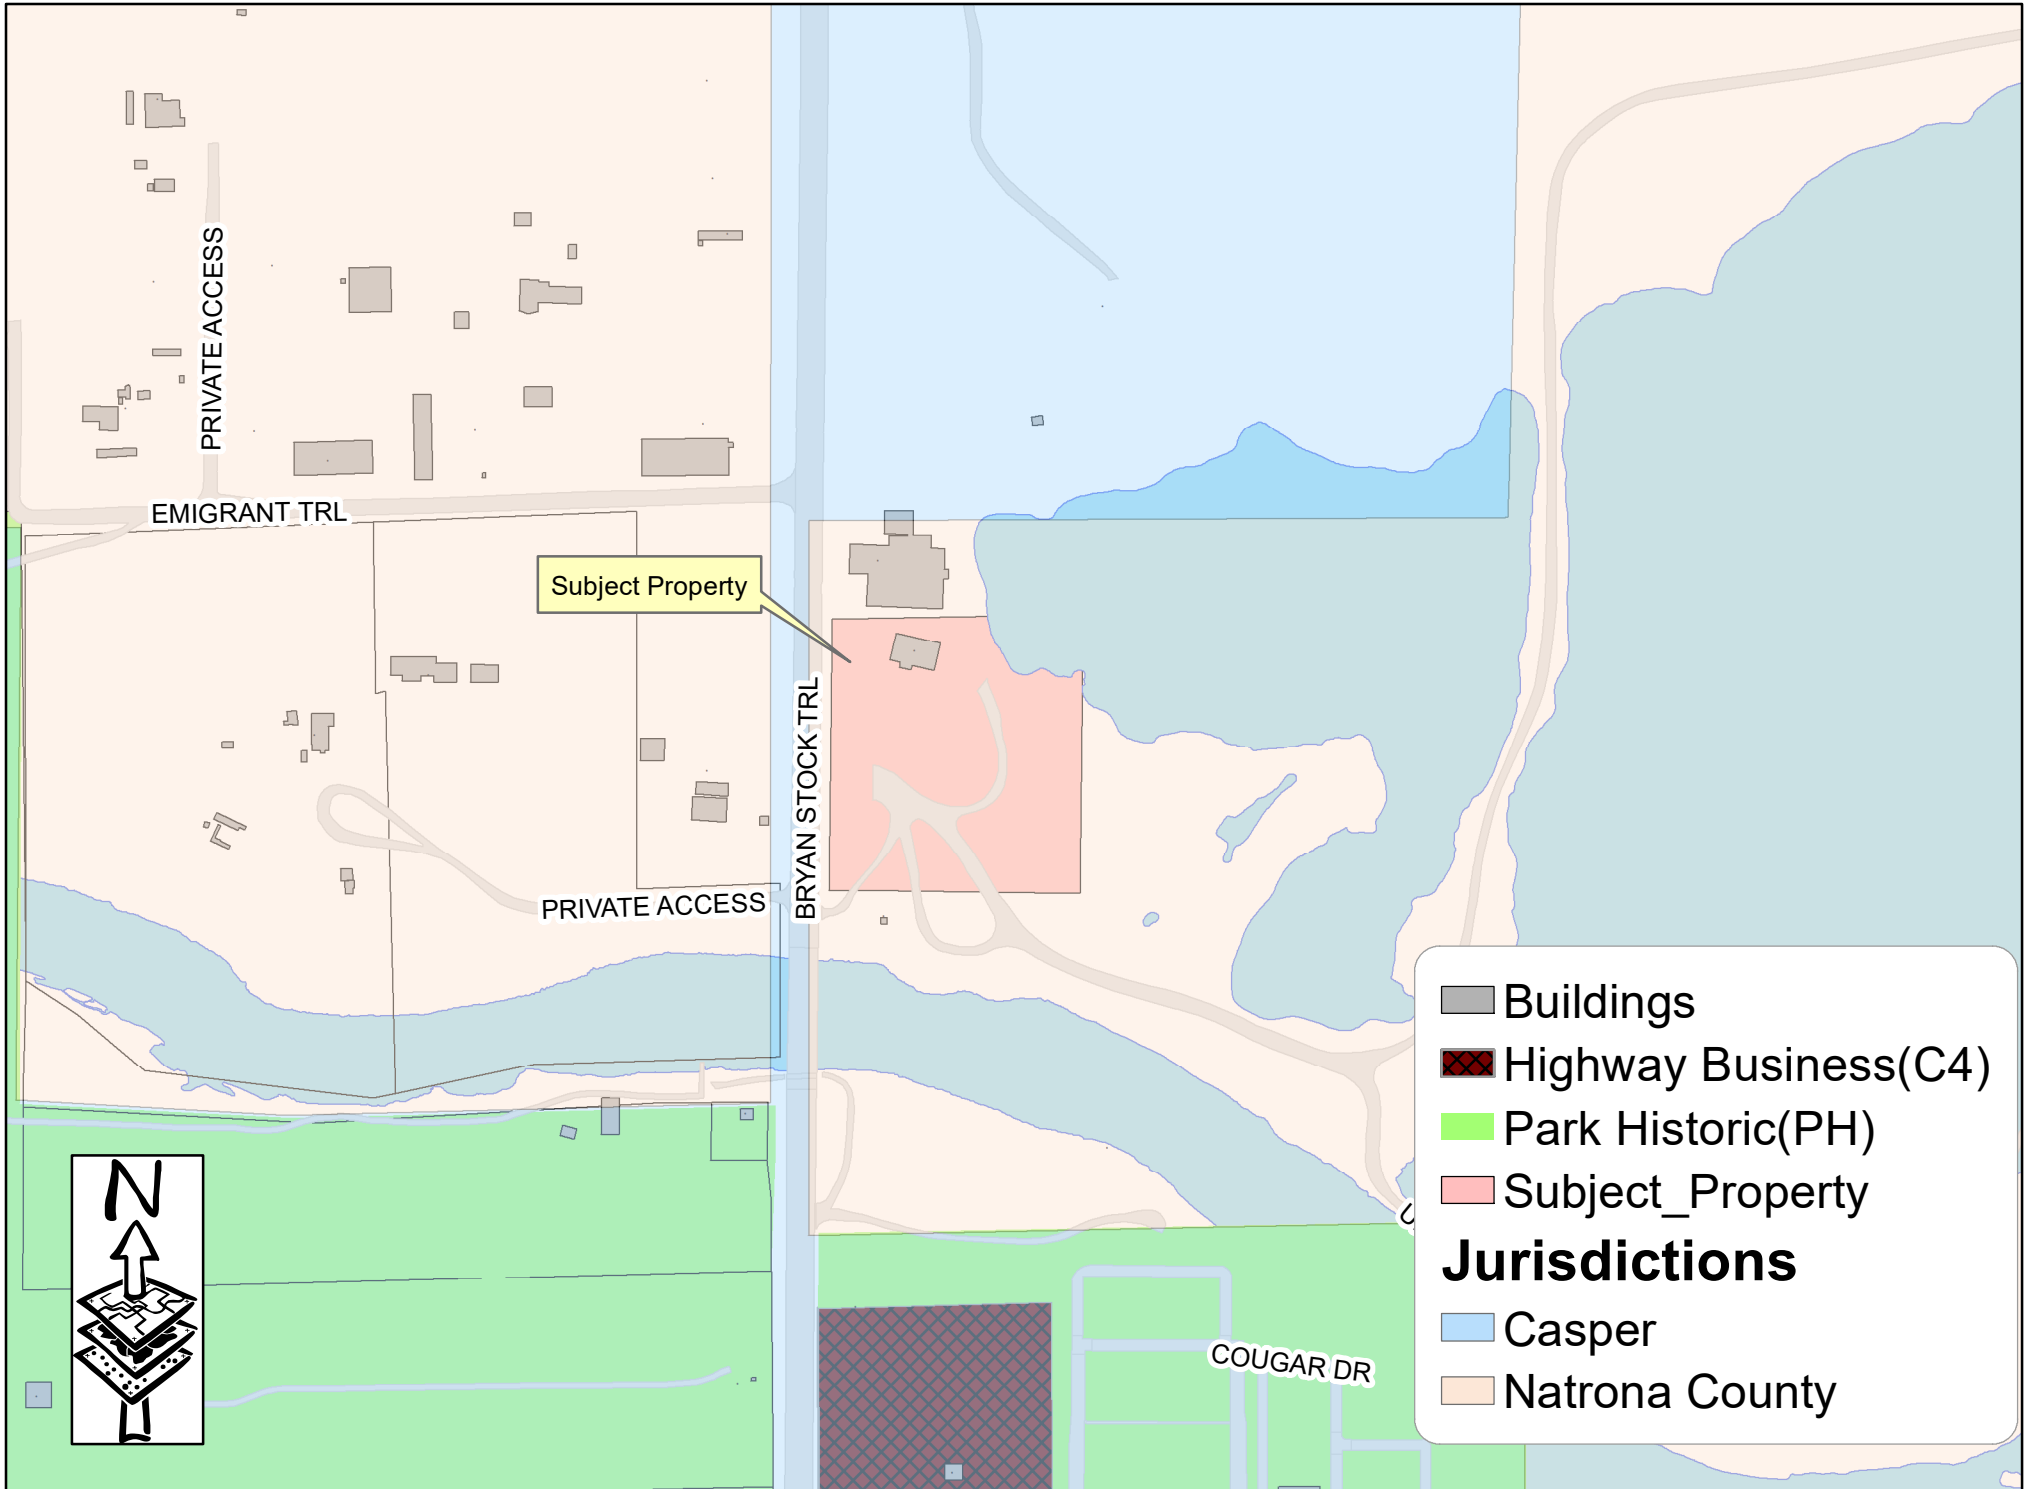 PRIVATE ACCESS
EMIGRANT TRL
Subject Property
BRYAN STOCK TRL
PRIVATE ACCESS
COUGAR DR
N
Buildings
Highway Business(C4)
Park Historic(PH)
Subject_Property
Jurisdictions
Casper
Natrona County